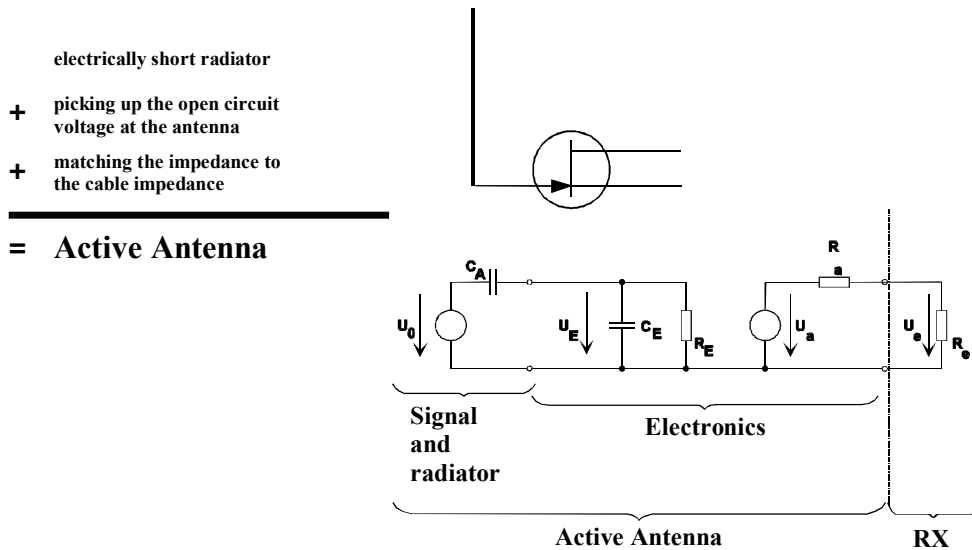 electrically short radiator
+ picking up the open circuit
voltage at the antenna
+ matching the impedance to
the cable impedance
= Active Antenna
R
a
C
A
U
0
U
E
C
E
R
E
U
a
U
e
R
e
Signal
and
radiator
Electronics
Active Antenna
RX